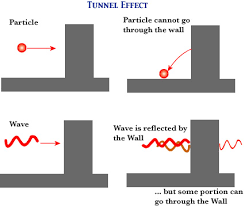 TUNNEL EFFECT
Particle
Particle cannot go
through the wall
Wave
Wave is reflected by
the Wall
... but some portion can
go through the Wall